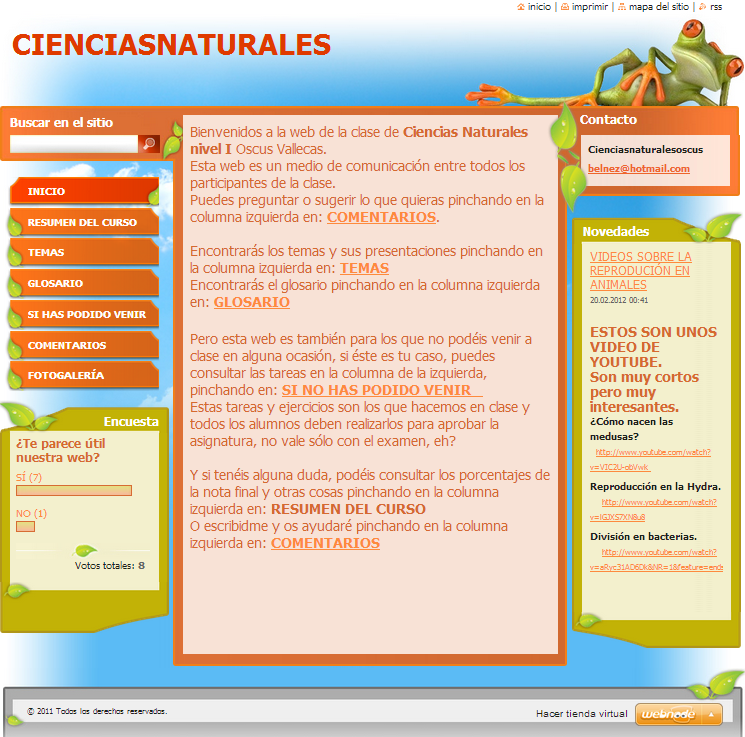 inicio | imprimir | mapa del sitio | rss
CIENCIASNATURALES
Buscar en el sitio
INICIO
RESUMEN DEL CURSO
TEMAS
GLOSARIO
SI HAS PODIDO VENIR
COMENTARIOS
FOTOGALERÍA
Encuesta
¿Te parece útil
nuestra web?
SÍ (7)
NO (1)
Votos totales: 8
Bienvenidos a la web de la clase de Ciencias Naturales
nivel I Oscus Vallecas.
Esta web es un medio de comunicación entre todos los
participantes de la clase.
Puedes preguntar o sugerir lo que quieras pinchando en la
columna izquierda en: COMENTARIOS.
Encontrarás los temas y sus presentaciones pinchando en
la columna izquierda en: TEMAS
Encontrarás el glosario pinchando en la columna izquierda
en: GLOSARIO
Pero esta web es también para los que no podéis venir a
clase en alguna ocasión, si éste es tu caso, puedes
consultar las tareas en la columna de la izquierda,
pinchando en: SI NO HAS PODIDO VENIR
Estas tareas y ejercicios son los que hacemos en clase y
todos los alumnos deben realizarlos para aprobar la
asignatura, no vale sólo con el examen, eh?
Y si tenéis alguna duda, podéis consultar los porcentajes de
la nota final y otras cosas pinchando en la columna
izquierda en: RESUMEN DEL CURSO
O escribidme y os ayudaré pinchando en la columna
izquierda en: COMENTARIOS
Contacto
Cienciasnaturalesoscus
belnez@hotmail.com
Novedades
VIDEOS SOBRE LA
REPRODUCIÓN EN
ANIMALES
20.02.2012 00:41
ESTOS SON UNOS
VIDEO DE
YOUTUBE.
Son muy cortos
pero muy
interesantes.
¿Cómo nacen las
medusas?
http://www.youtube.com/watch?
v=VIC2U-obVwk
Reproducción en la Hydra.
http://www.youtube.com/watch?
v=lGJXS7XN8u8
División en bacterias.
http://www.youtube.com/watch?
v=aRyc31AD6Dk&NR=1&feature=end
© 2011 Todos los derechos reservados.
Hacer tienda virtual webnode